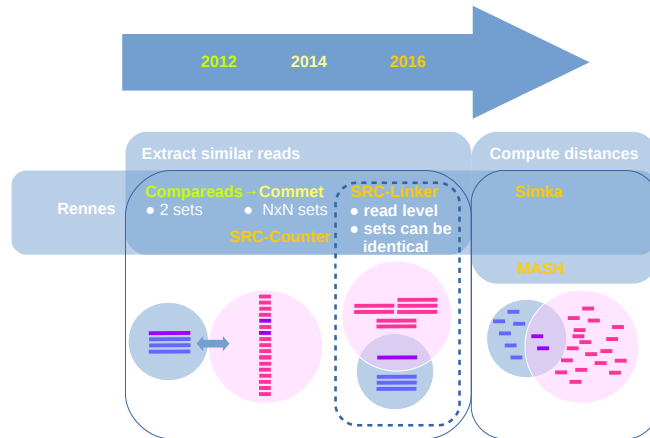 2012 2014 2016
Extract similar reads
Compute distances
Rennes
Compareads→Commet
● 2 sets
● NxN sets
SRC-Counter
SRC-Linker
● read level
● sets can be
identical
Simka
MASH